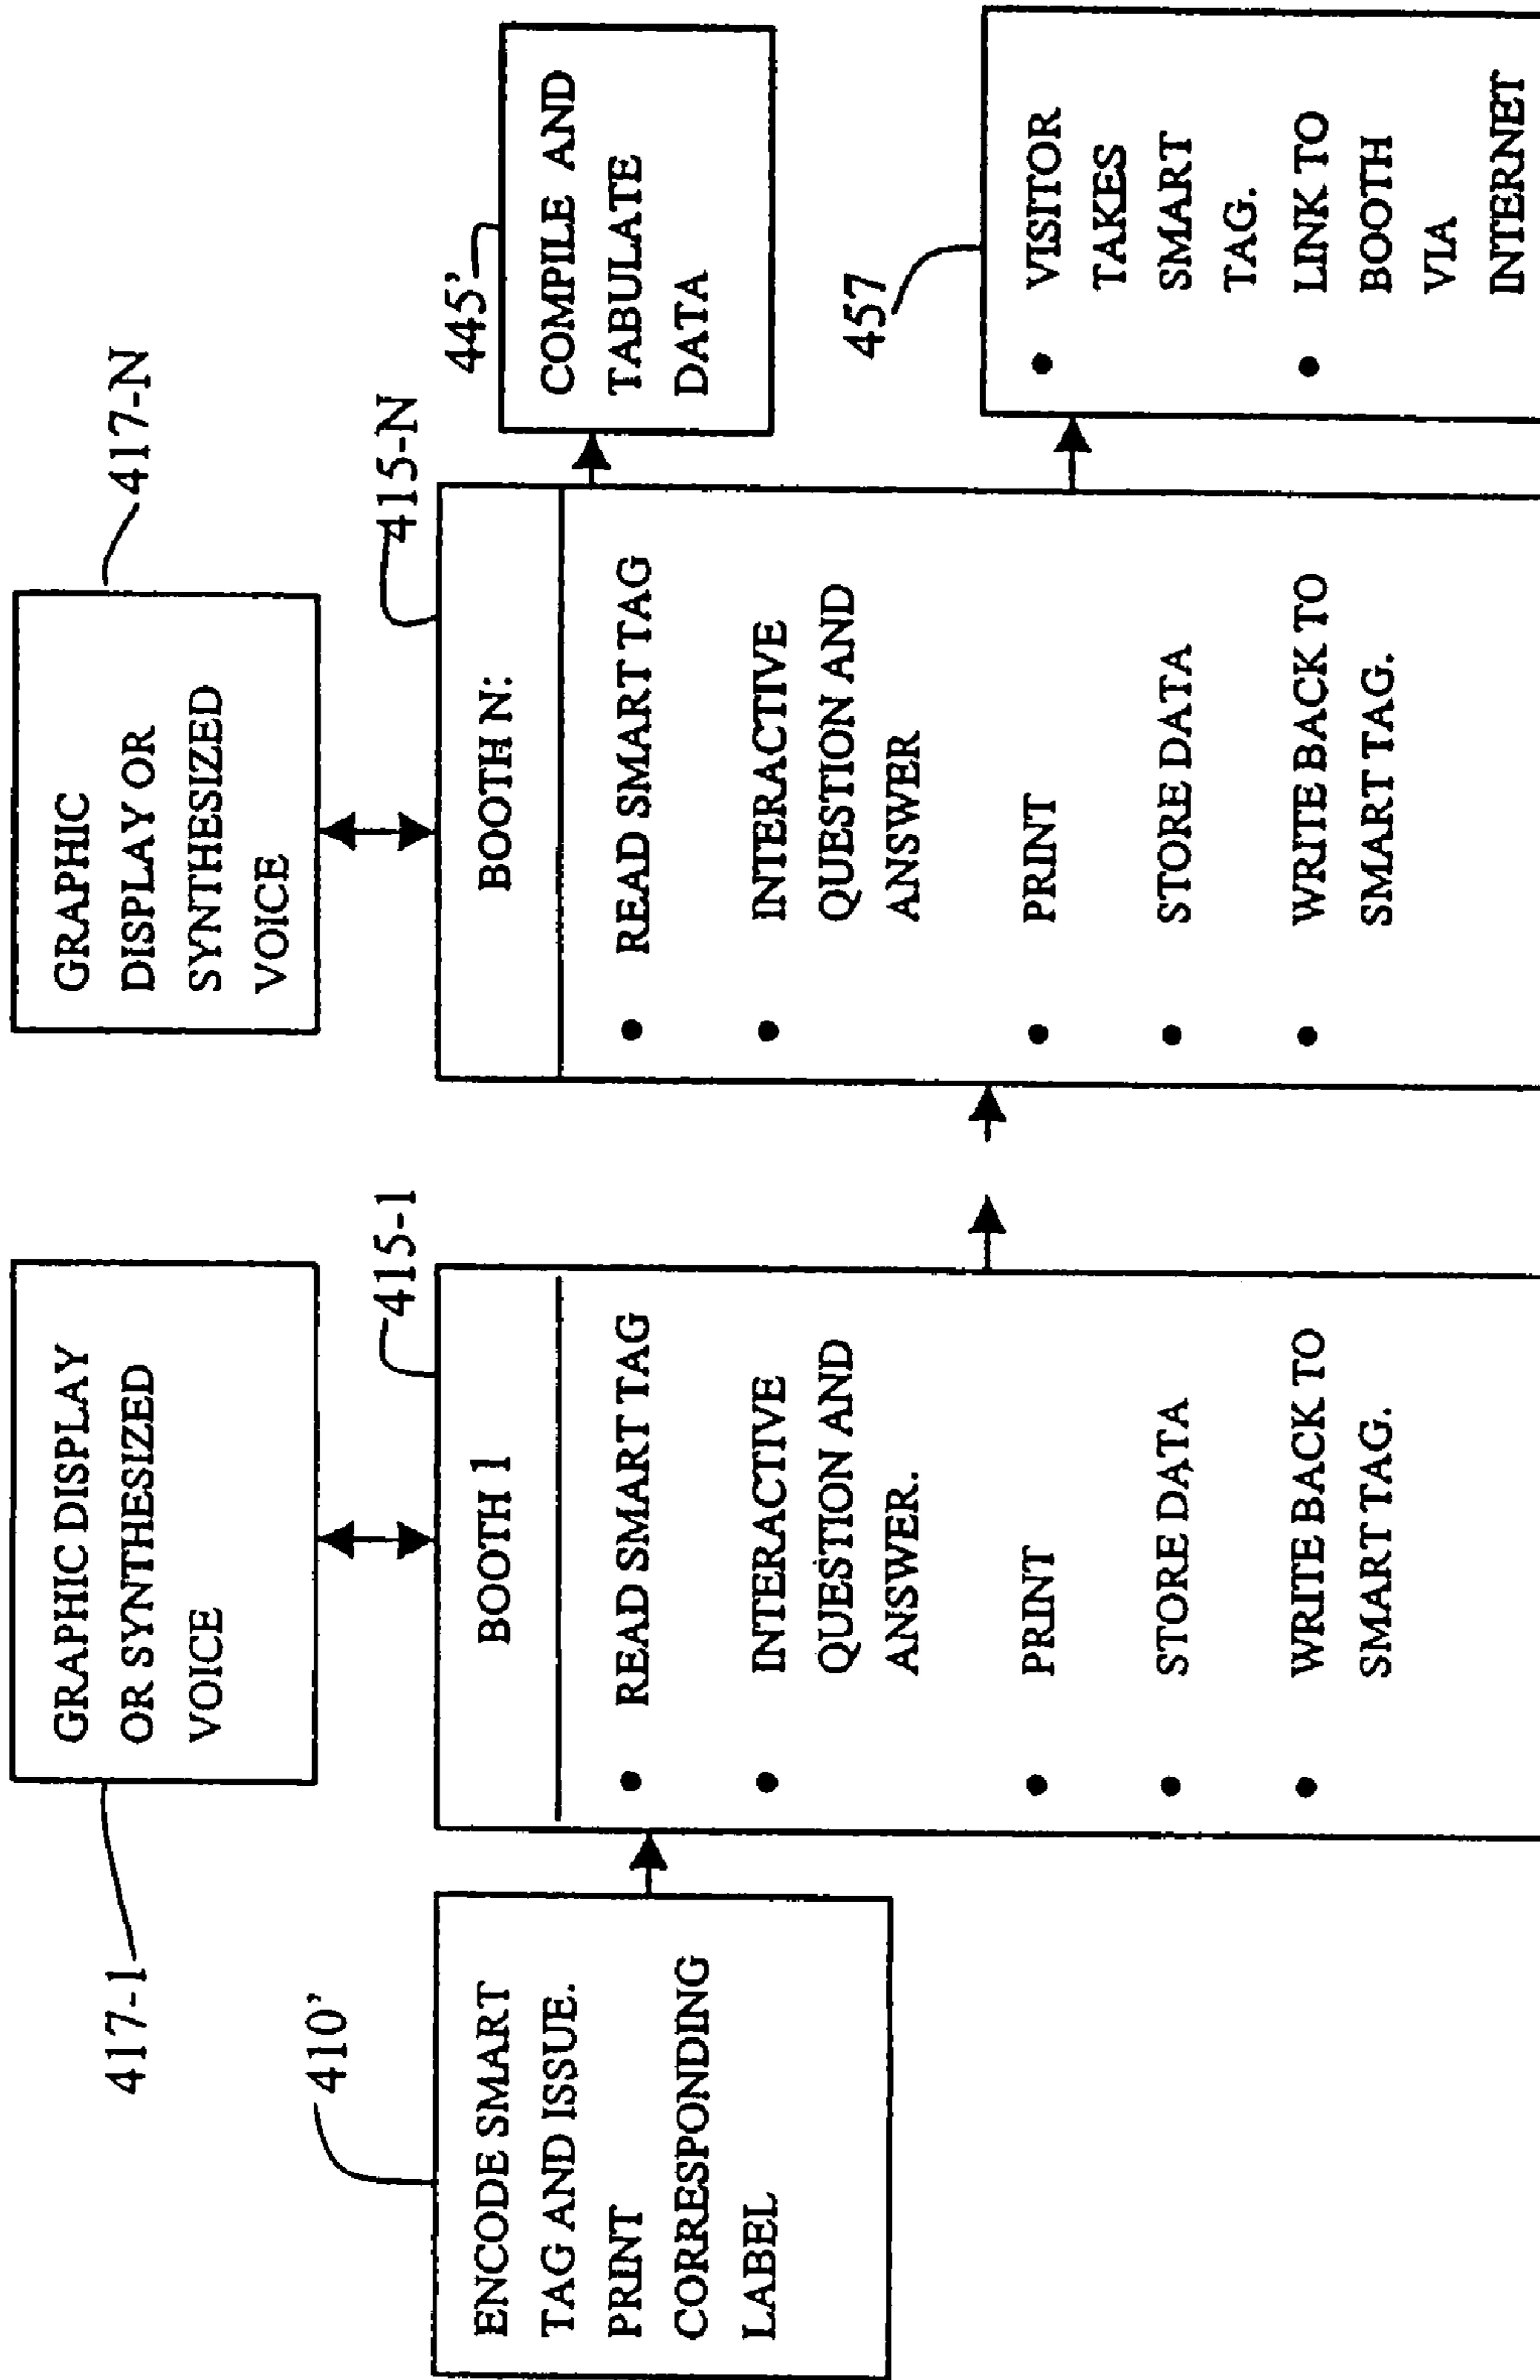 417-1
GRAPHIC DISPLAY
OR SYNTHESIZED
VOICE
GRAPHIC
DISPLAY OR
SYNTHESIZED
VOICE
417-N
410’
ENCODE SMART
TAG AND ISSUE.
PRINT
CORRESPONDING
LABEL
415-1
BOOTH 1
• READ SMART TAG
• INTERACTIVE
QUESTION AND
ANSWER.
• PRINT
• STORE DATA
• WRITE BACK TO
SMART TAG.
415-N
BOOTH N:
• READ SMART TAG
• INTERACTIVE
QUESTION AND
ANSWER
• PRINT
• STORE DATA
• WRITE BACK TO
SMART TAG.
445’
COMPILE AND
TABULATE
DATA
457
• VISITOR
TAKES
SMART
TAG.
• LINK TO
BOOTH
VIA
INTERNET